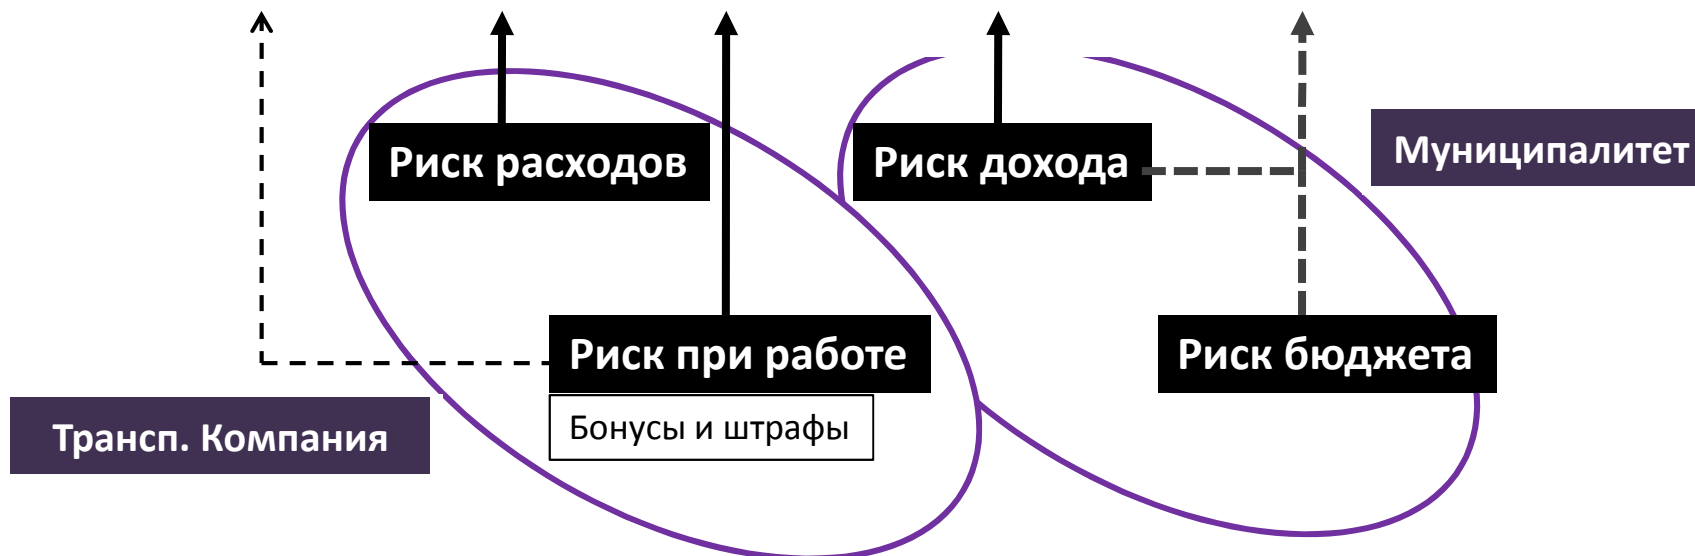 Риск расходов
Риск дохода
Муниципалитет
Риск при работе
Риск бюджета
Бонусы и штрафы
Трансп. Компания